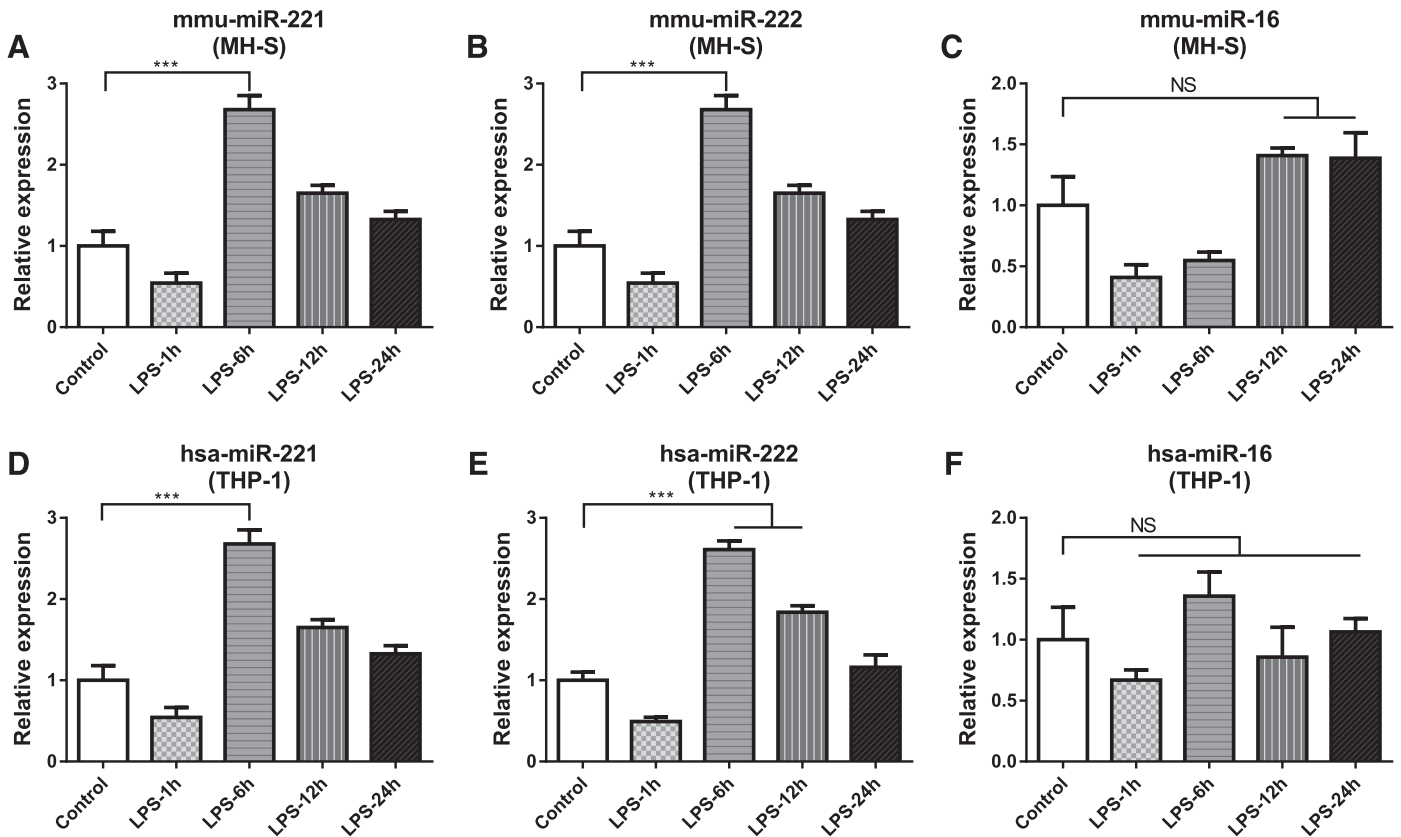 A
mmu-miR-221
(MH-S)
***
Relative expression
3
2
1
0
Control
LPS-1h
LPS-6h
LPS-12h
LPS-24h
B
mmu-miR-222
(MH-S)
***
Relative expression
3
2
1
0
Control
LPS-1h
LPS-6h
LPS-12h
LPS-24h
C
mmu-miR-16
(MH-S)
NS
Relative expression
2.0
1.5
1.0
0.5
0.0
Control
LPS-1h
LPS-6h
LPS-12h
LPS-24h
D
hsa-miR-221
(THP-1)
***
Relative expression
3
2
1
0
Control
LPS-1h
LPS-6h
LPS-12h
LPS-24h
E
hsa-miR-222
(THP-1)
***
Relative expression
3
2
1
0
Control
LPS-1h
LPS-6h
LPS-12h
LPS-24h
F
hsa-miR-16
(THP-1)
NS
Relative expression
2.0
1.5
1.0
0.5
0.0
Control
LPS-1h
LPS-6h
LPS-12h
LPS-24h